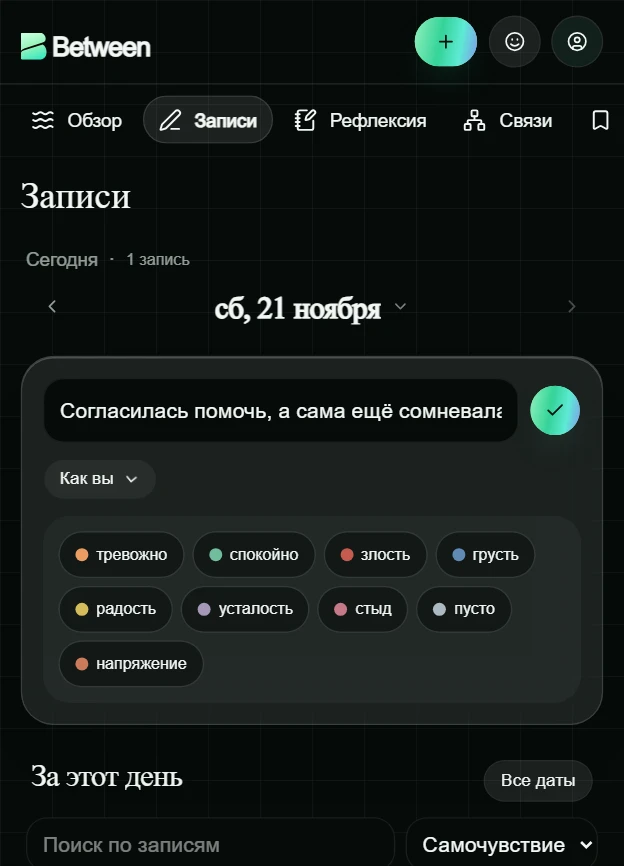 Between
Обзор Записи Рефлексия Связи
Записи
Сегодня · 1 запись
сб, 21 ноября
Согласилась помочь, а сама ещё сомневала
Как вы
тревожно спокойно злость грусть
радость усталость стыд пусто
напряжение
За этот день Все даты
Поиск по записям Самочувствие